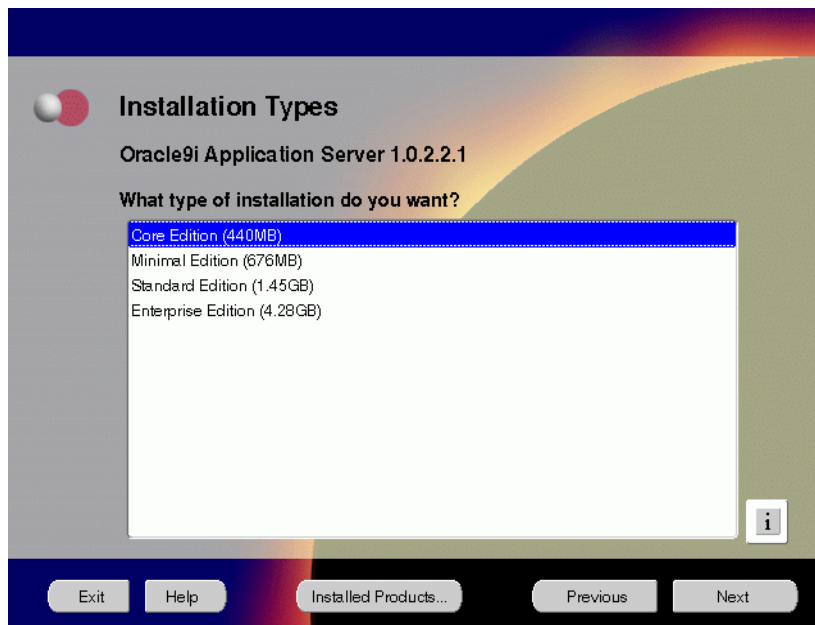 Installation Types
Oracle9i Application Server 1.0.2.2.1
What type of installation do you want?
Core Edition (440MB)
Minimal Edition (676MB)
Standard Edition (1.45GB)
Enterprise Edition (4.28GB)
i
Exit
Help
Installed Products...
Previous
Next